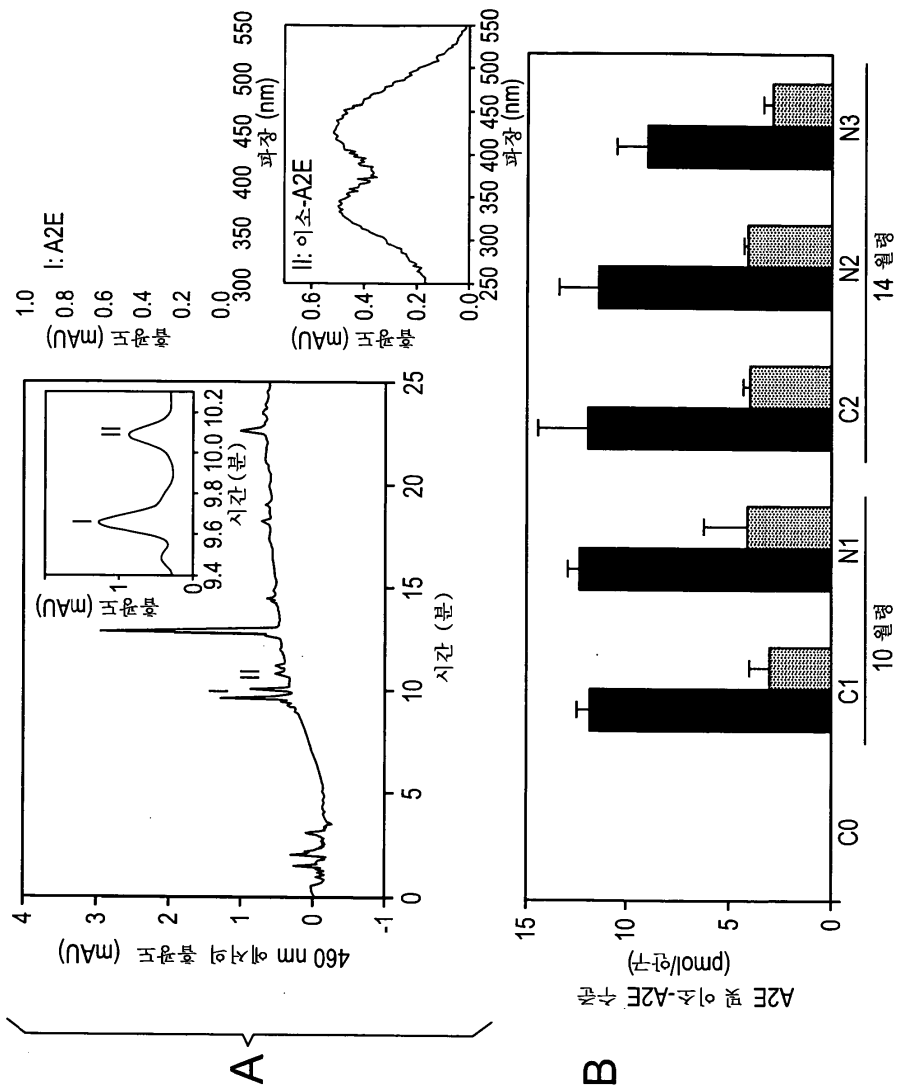 A
460 nm 에서의 흡광도 (mAU)
4
3
2
1
0
-1
0
5
10
15
20
25
시간 (분)
I
II
흡광도 (mAU)
1
0
9.4 9.6 9.8 10.0 10.2
시간 (분)
I
II
흡광도 (mAU)
1.0
0.8
0.6
0.4
0.2
0.0
I: A2E
300 350 400 450 500 550
파장 (nm)
흡광도 (mAU)
0.6
0.4
0.2
0.0
II: 이소-A2E
250 300 350 400 450 500 550
파장 (nm)
B
A2E 및 이소-A2E 수준
(pmol/안구)
15
10
5
0
C0 C1 N1 C2 N2 N3
10 월령 14 월령